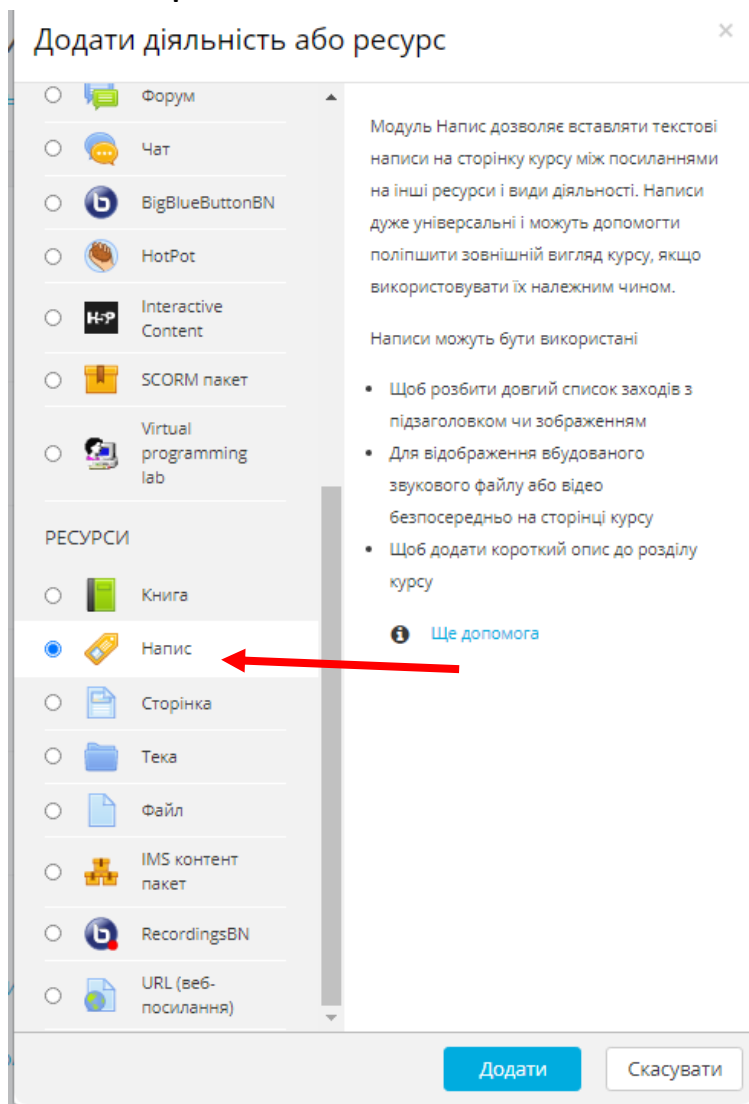 Додати діяльність або ресурс
×
Форум
Чат
BigBlueButtonBN
HotPot
H-P
Interactive
Content
SCORM пакет
Virtual
programming
lab
РЕСУРСИ
Книга
Напис
Сторінка
Тека
Файл
IMS контент
пакет
RecordingsBN
URL (веб-
посилання)
Модуль Напис дозволяє вставляти текстові
написи на сторінку курсу між посиланнями
на інші ресурси і види діяльності. Написи
дуже універсальні і можуть допомогти
поліпшити зовнішній вигляд курсу, якщо
використовувати їх належним чином.
Написи можуть бути використані
• Щоб розбити довгий список заходів з
підзаголовком чи зображенням
• Для відображення вбудованого
звукового файлу або відео
безпосередньо на сторінці курсу
• Щоб додати короткий опис до розділу
курсу
Ще допомога
Додати
Скасувати